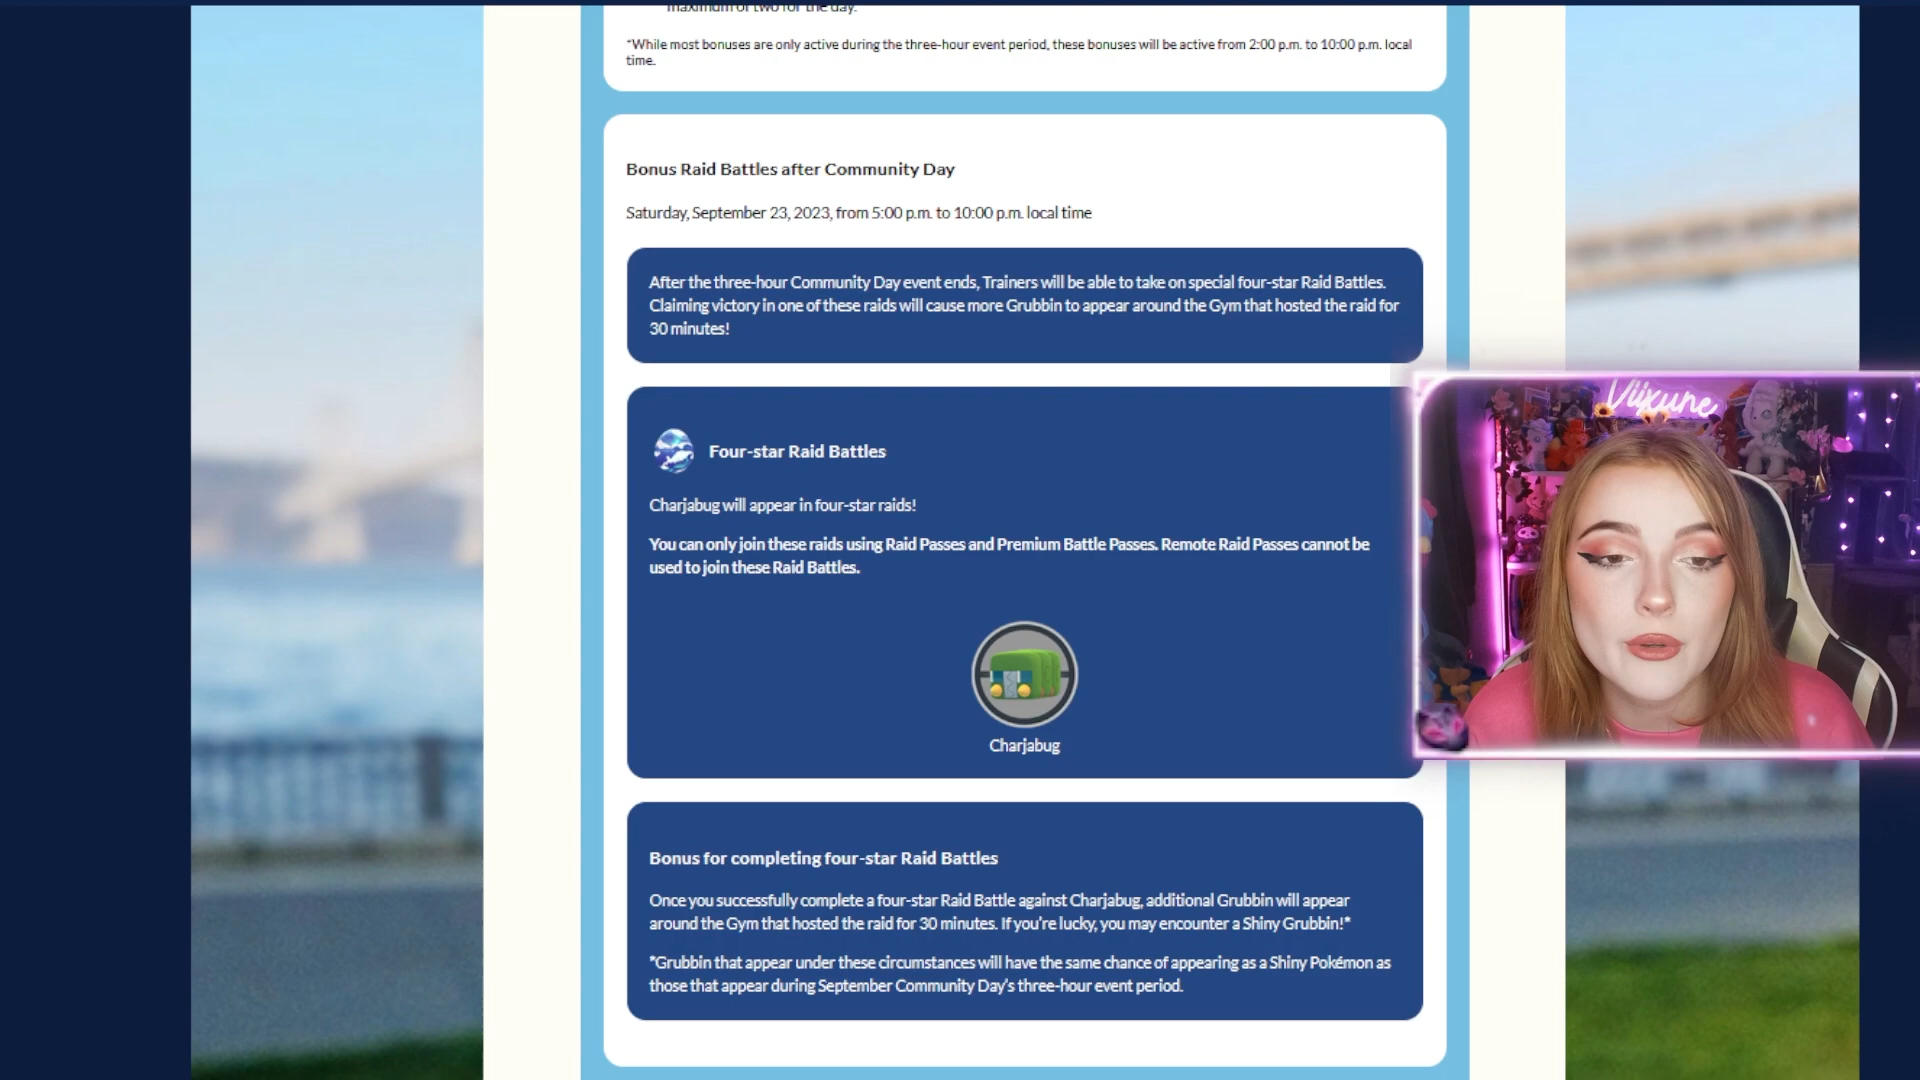 maximum of two for the day.
*While most bonuses are only active during the three-hour event period, these bonuses will be active from 2:00 p.m. to 10:00 p.m. local
time.
Bonus Raid Battles after Community Day
Saturday, September 23, 2023, from 5:00 p.m. to 10:00 p.m. local time
After the three-hour Community Day event ends, Trainers will be able to take on special four-star Raid Battles.
Claiming victory in one of these raids will cause more Grubbin to appear around the Gym that hosted the raid for
30 minutes!
Four-star Raid Battles
Charjabug will appear in four-star raids!
You can only join these raids using Raid Passes and Premium Battle Passes. Remote Raid Passes cannot be
used to join these Raid Battles.
Charjabug
Viixune
Bonus for completing four-star Raid Battles
Once you successfully complete a four-star Raid Battle against Charjabug, additional Grubbin will appear
around the Gym that hosted the raid for 30 minutes. If you're lucky, you may encounter a Shiny Grubbin!*
*Grubbin that appear under these circumstances will have the same chance of appearing as a Shiny Pokémon as
those that appear during September Community Day's three-hour event period.